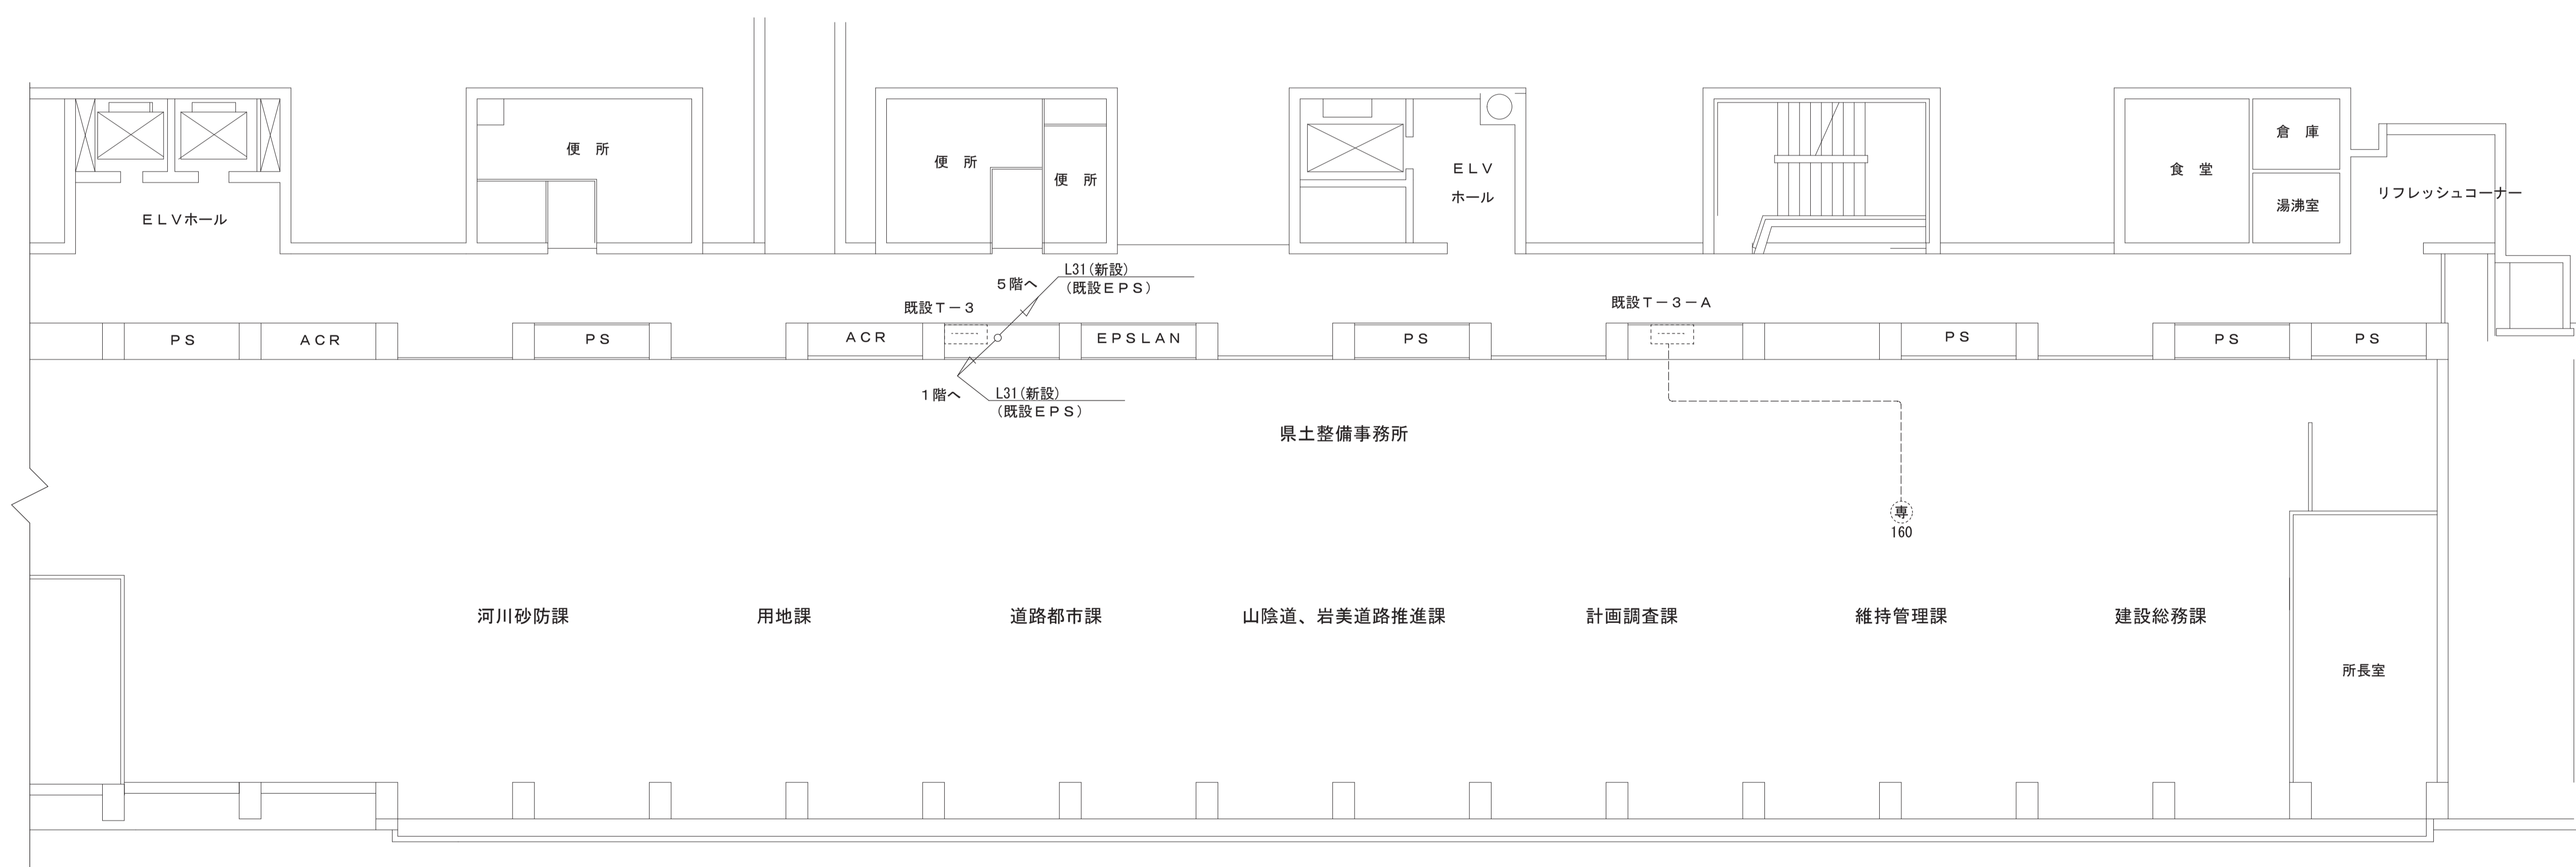 便　所
倉　庫
便　所
ＥＬＶ
ホール
食　堂
便　所
リフレッシュコーナー
湯沸室
ＥＬＶホール
L31(新設)
(既設ＥＰＳ)
５階へ
既設Ｔ－３
既設Ｔ－３－Ａ
ＰＳ
ＡＣＲ
ＰＳ
ＡＣＲ
ＥＰＳＬＡＮ
ＰＳ
ＰＳ
ＰＳ
ＰＳ
１階へ
L31(新設)
(既設ＥＰＳ)
県土整備事務所
専
160
河川砂防課
用地課
道路都市課
山陰道、岩美道路推進課
計画調査課
維持管理課
建設総務課
所長室